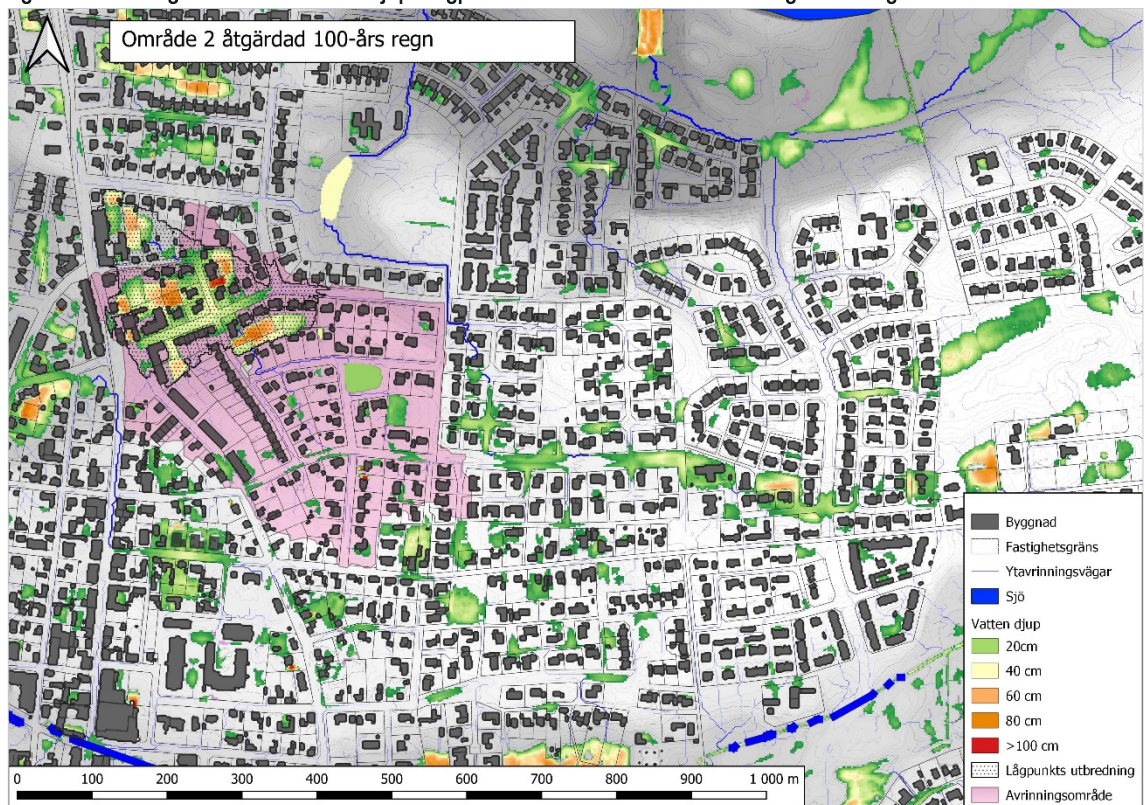 Område 2 åtgärdad 100-års regn
Byggnad
Fastighetsgräns
Ytavrinningsvägar
Sjö
Vatten djup
20cm
40 cm
60 cm
80 cm
>100 cm
Lågpunkts utbredning
Avrinningsområde
0 100 200 300 400 500 600 700 800 900 1 000 m